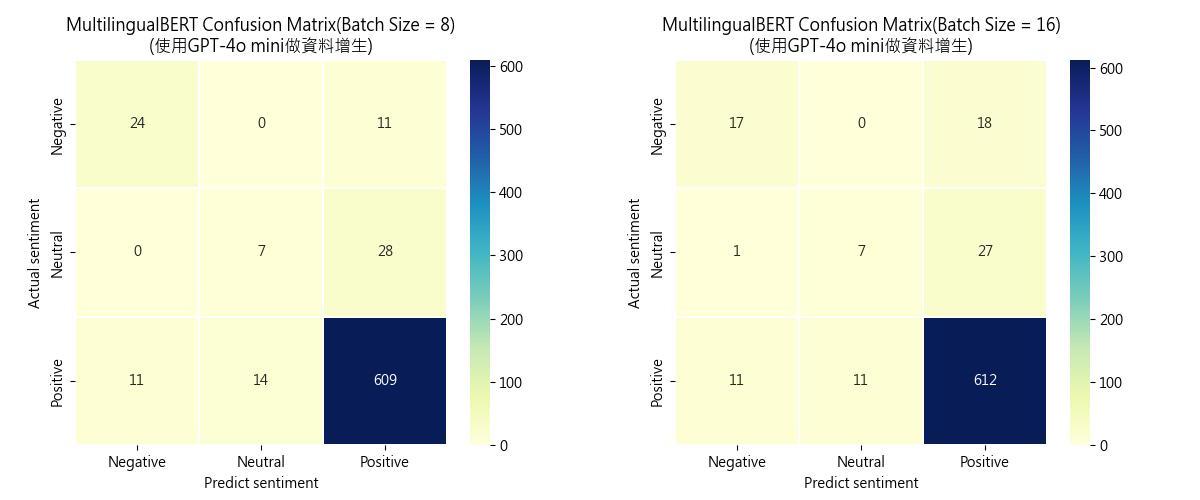 MultilingualBERT Confusion Matrix(Batch Size = 8)
(使用GPT-4o mini做資料增生)
Actual sentiment
Negative
24
0
11
Neutral
0
7
28
Positive
11
14
609
Negative
Neutral
Positive
Predict sentiment
600
500
400
300
200
100
0
MultilingualBERT Confusion Matrix(Batch Size = 16)
(使用GPT-4o mini做資料增生)
Actual sentiment
Negative
17
0
18
Neutral
1
7
27
Positive
11
11
612
Negative
Neutral
Positive
Predict sentiment
600
500
400
300
200
100
0